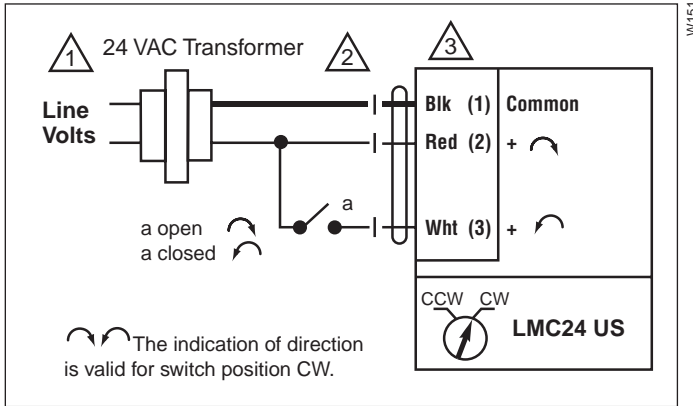 W151
1 24 VAC Transformer 2 3
Line
Volts
Blk (1) Common
Red (2) +
a
Wht (3) +
a open
a closed
CCW CW
LMC24 US
The indication of direction
is valid for switch position CW.